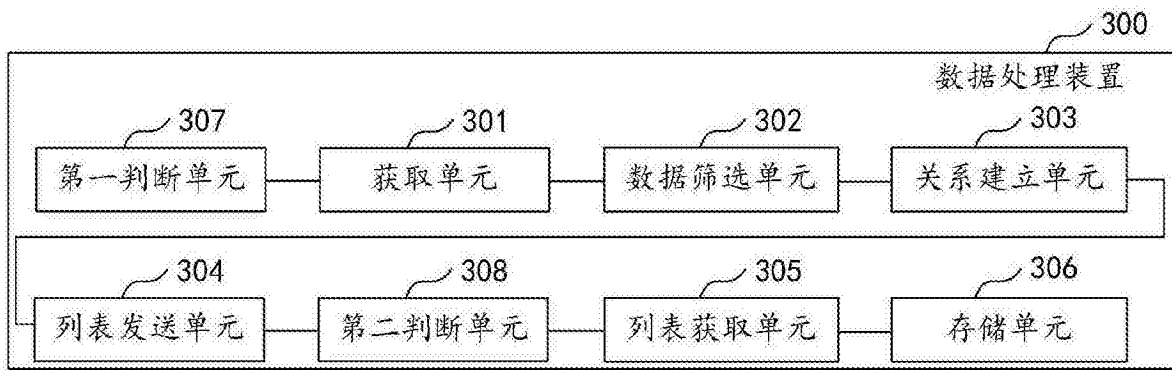 300
数据处理装置
307 301 302 303
第一判断单元 获取单元 数据筛选单元 关系建立单元
304 308 305 306
列表发送单元 第二判断单元 列表获取单元 存储单元